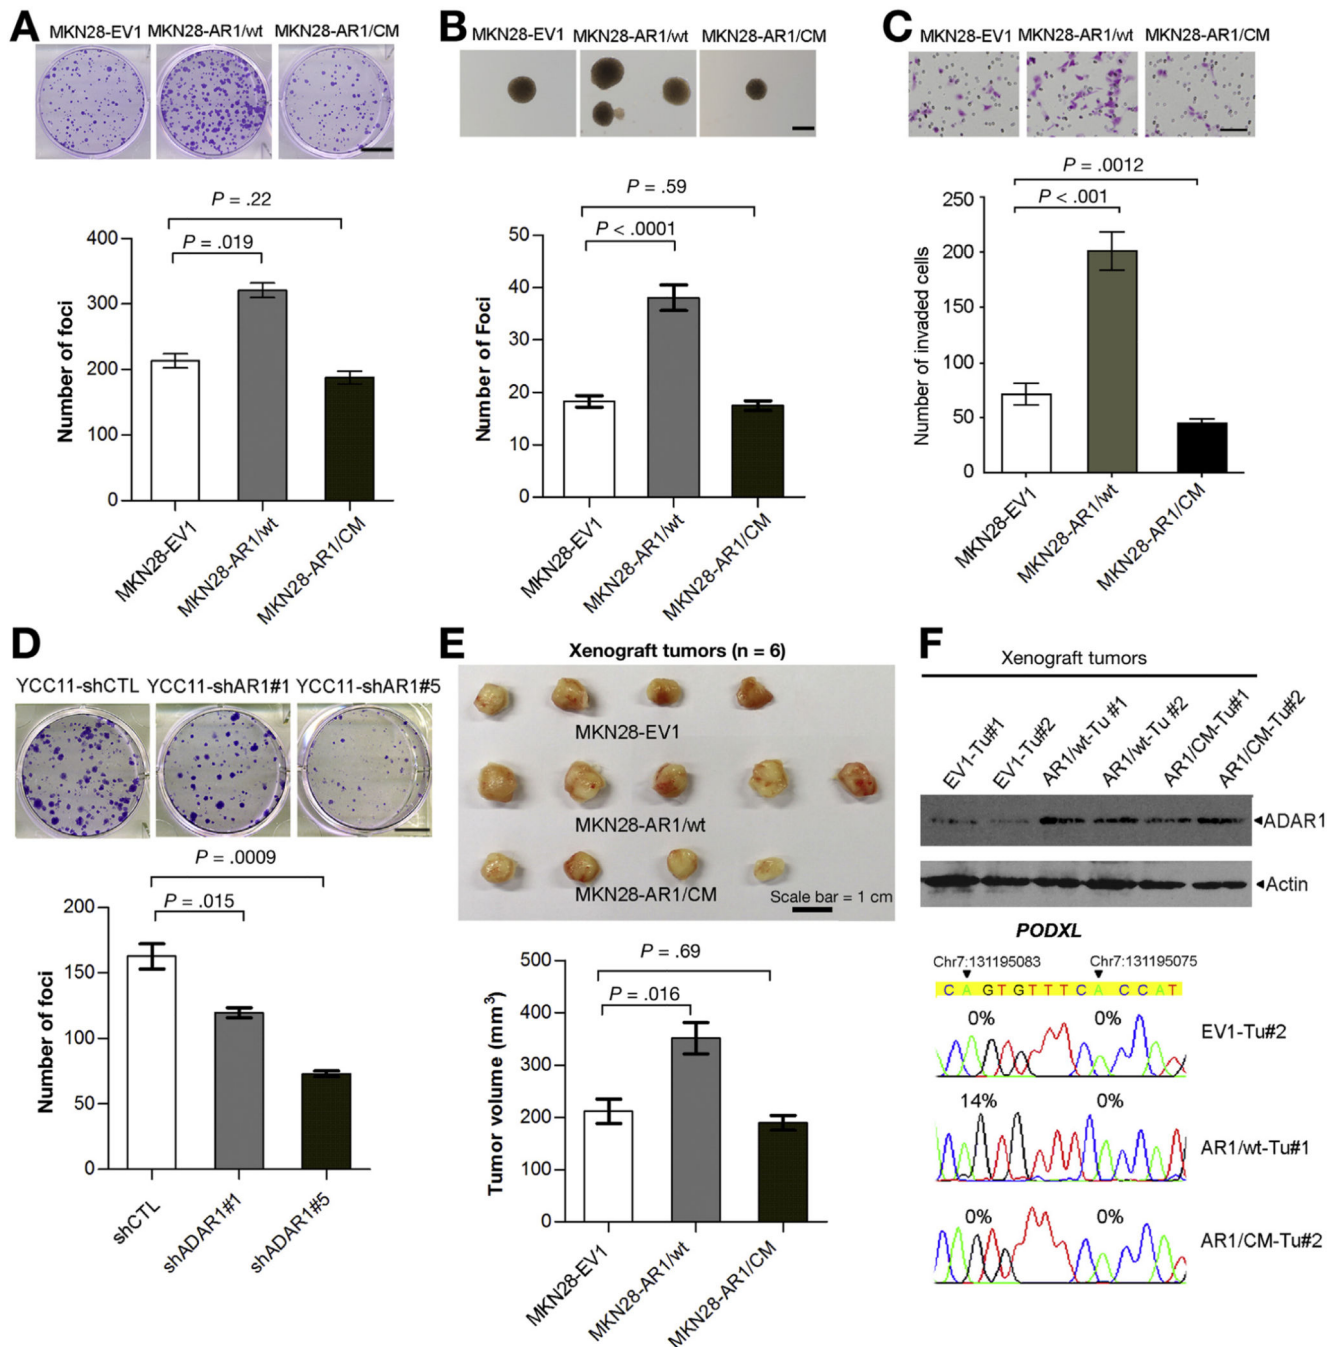 A
MKN28-EV1 MKN28-AR1/wt MKN28-AR1/CM
P = .22
P = .019
400
300
200
100
0
Number of foci
MKN28-EV1
MKN28-AR1/wt
MKN28-AR1/CM
B
MKN28-EV1 MKN28-AR1/wt MKN28-AR1/CM
P = .59
P < .0001
50
40
30
20
10
0
Number of Foci
MKN28-EV1
MKN28-AR1/wt
MKN28-AR1/CM
C
MKN28-EV1 MKN28-AR1/wt MKN28-AR1/CM
P = .0012
P < .001
250
200
150
100
50
0
Number of invaded cells
MKN28-EV1
MKN28-AR1/wt
MKN28-AR1/CM
D
YCC11-shCTL YCC11-shAR1#1 YCC11-shAR1#5
P = .0009
P = .015
200
150
100
50
0
Number of foci
shCTL
shADAR1#1
shADAR1#5
E
Xenograft tumors (n = 6)
MKN28-EV1
MKN28-AR1/wt
MKN28-AR1/CM
Scale bar = 1 cm
P = .69
P = .016
500
400
300
200
100
0
Tumor volume (mm³)
MKN28-EV1
MKN28-AR1/wt
MKN28-AR1/CM
F
Xenograft tumors
EV1-Tu#1
EV1-Tu#2
AR1/wt-Tu #1
AR1/wt-Tu #2
AR1/CM-Tu#1
AR1/CM-Tu#2
ADAR1
Actin
PODXL
Chr7:131195083 Chr7:131195075
C A G T G T T T C A C C A T
0% 0%
EV1-Tu#2
14% 0%
AR1/wt-Tu#1
0% 0%
AR1/CM-Tu#2